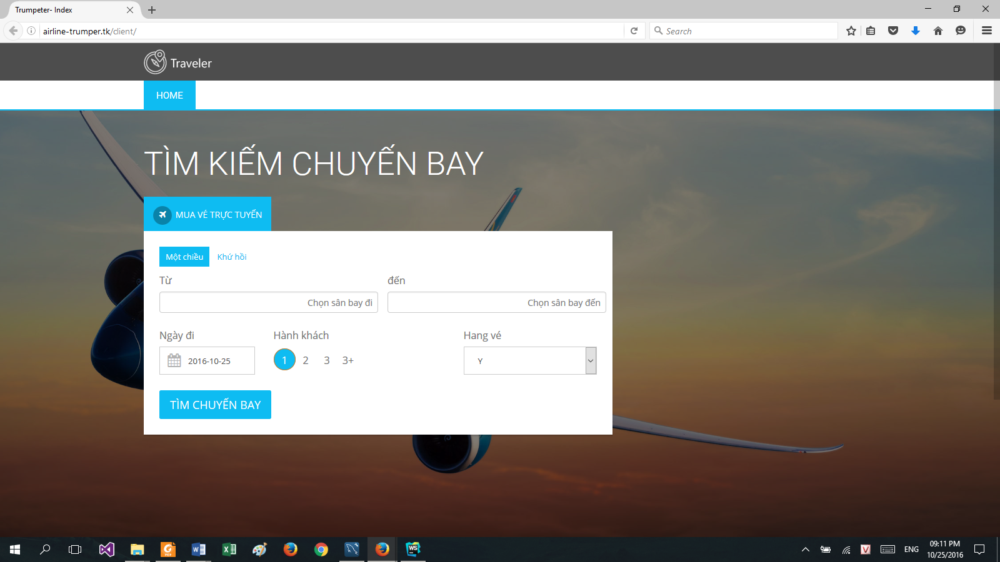 Trumpeter- Index
airline-trumper.tk/client/
Search
Traveler
HOME
TÌM KIẾM CHUYẾN BAY
MUA VÉ TRỰC TUYẾN
Một chiều Khứ hồi
Từ đến
Chọn sân bay đi Chọn sân bay đến
Ngày đi Hành khách Hang vé
2016-10-25 1 2 3 3+ Y
TÌM CHUYẾN BAY
ENG
09:11 PM
10/25/2016